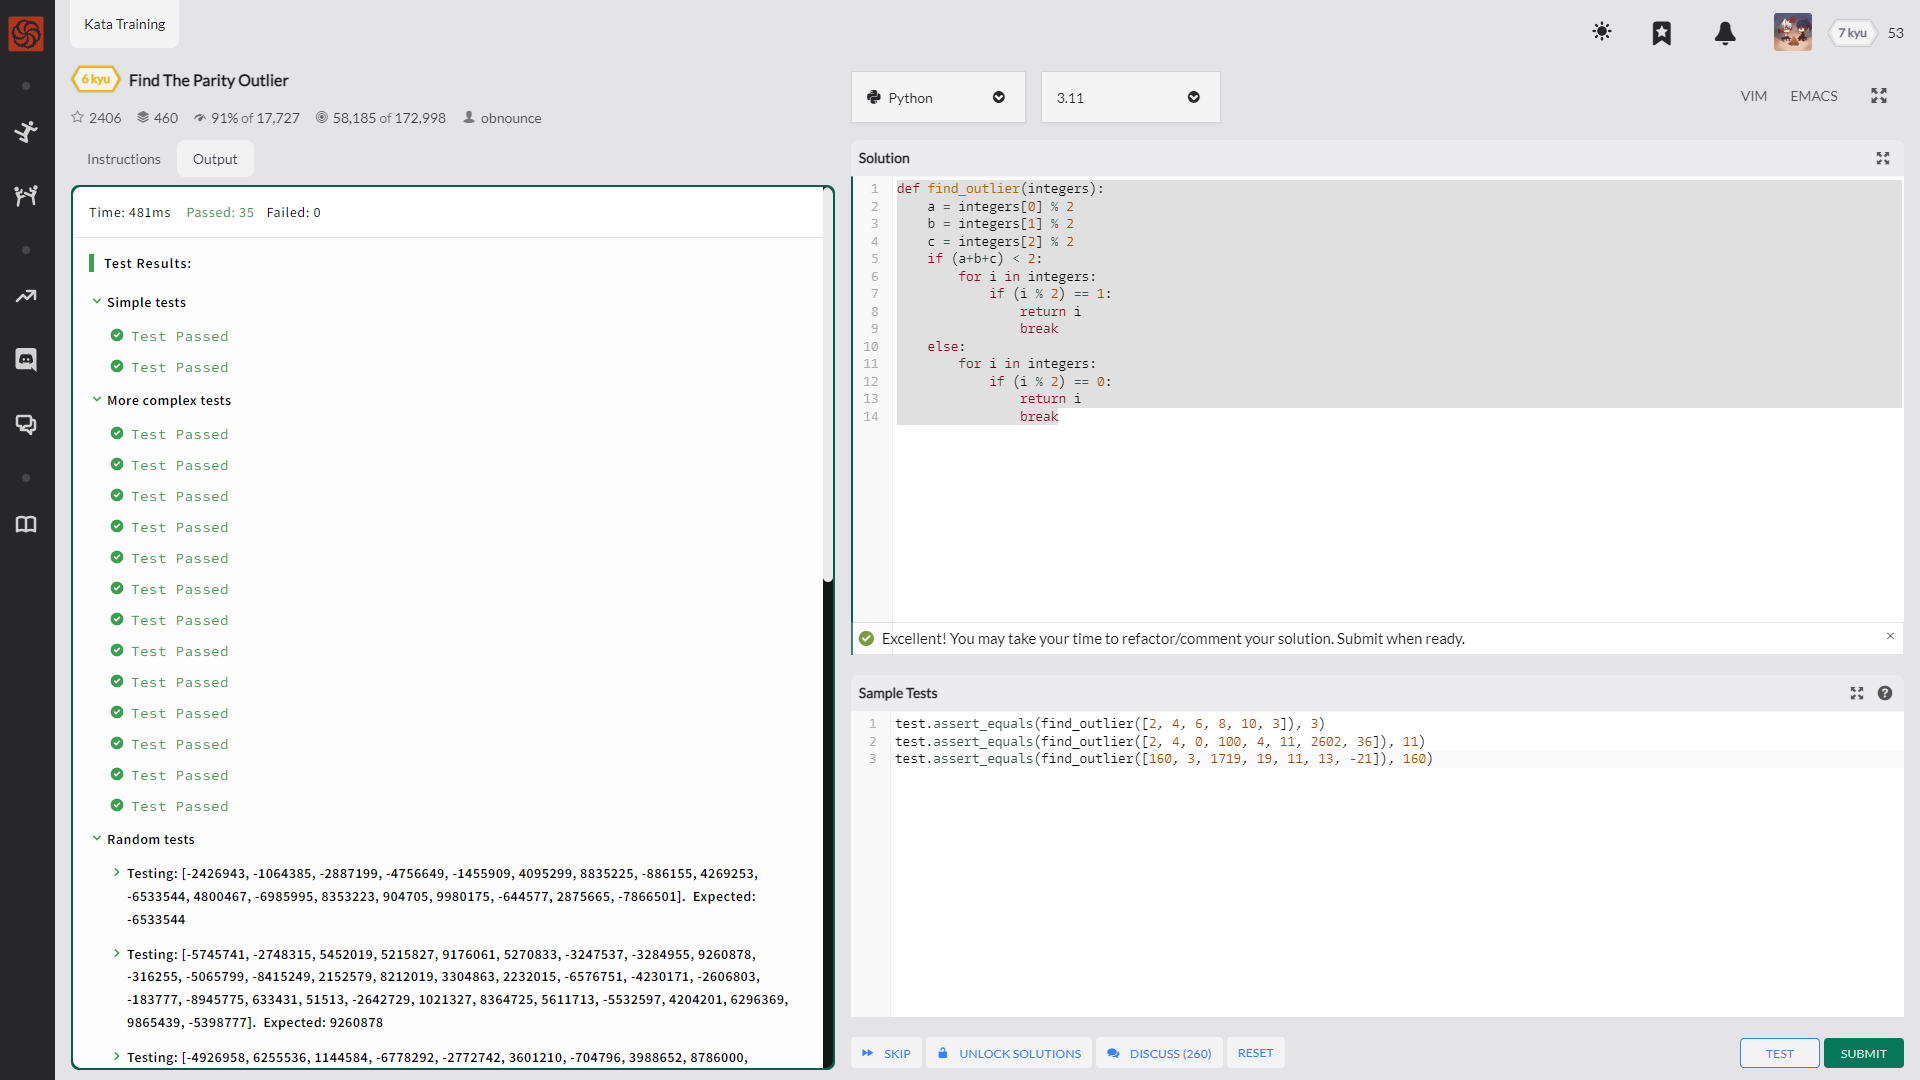 Kata Training
7 kyu
53
6 kyu
Find The Parity Outlier
2406
460
91% of 17,727
58,185 of 172,998
obnounce
Python
3.11
VIM
EMACS
Instructions
Output
Time: 481ms Passed: 35 Failed: 0
Test Results:
Simple tests
Test Passed
Test Passed
More complex tests
Test Passed
Test Passed
Test Passed
Test Passed
Test Passed
Test Passed
Test Passed
Test Passed
Test Passed
Test Passed
Test Passed
Test Passed
Test Passed
Random tests
Testing: [-2426943, -1064385, -2887199, -4756649, -1455909, 4095299, 8835225, -886155, 4269253,
-6533544, 4800467, -6985995, 8353223, 904705, 9980175, -644577, 2875665, -7866501]. Expected:
-6533544
Testing: [-5745741, -2748315, 5452019, 5215827, 9176061, 5270833, -3247537, -3284955, 9260878,
-316255, -5065799, -8415249, 2152579, 8212019, 3304863, 2232015, -6576751, -4230171, -2606803,
-183777, -8945775, 633431, 51513, -2642729, 1021327, 8364725, 5611713, -5532597, 4204201, 6296369,
9865439, -5398777]. Expected: 9260878
Testing: [-4926958, 6255536, 1144584, -6778292, -2772742, 3601210, -704796, 3988652, 8786000,
Solution
1 def find_outlier(integers):
2     a = integers[0] % 2
3     b = integers[1] % 2
4     c = integers[2] % 2
5     if (a+b+c) < 2:
6         for i in integers:
7             if (i % 2) == 1:
8                 return i
9                 break
10     else:
11         for i in integers:
12             if (i % 2) == 0:
13                 return i
14                 break
Excellent! You may take your time to refactor/comment your solution. Submit when ready.
×
Sample Tests
?
1 test.assert_equals(find_outlier([2, 4, 6, 8, 10, 3]), 3)
2 test.assert_equals(find_outlier([2, 4, 0, 100, 4, 11, 2602, 36]), 11)
3 test.assert_equals(find_outlier([160, 3, 1719, 19, 11, 13, -21]), 160)
SKIP
UNLOCK SOLUTIONS
DISCUSS (260)
RESET
TEST
SUBMIT